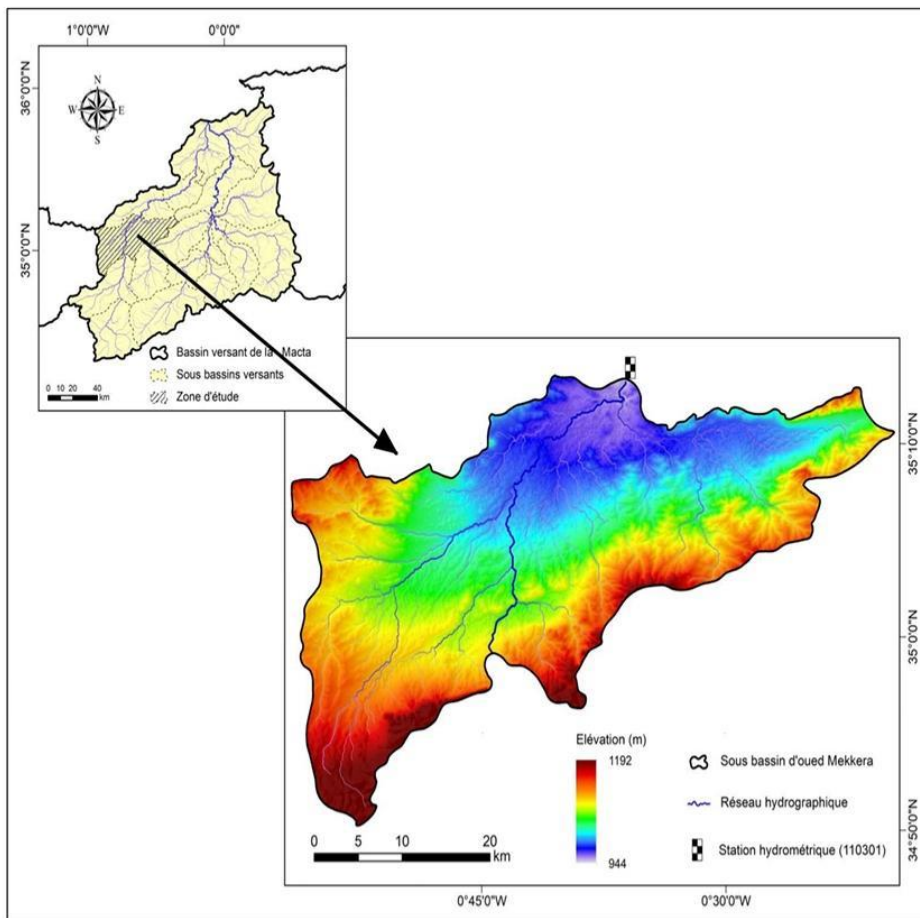 1°0'0"W 0°0'0"
36°0'0"N
35°0'0"N
N
W E
S
Bassin versant de la Macta
Sous bassins versants
Zone d'étude
0 10 20 40
km
35°10'0"N
35°0'0"N
34°50'0"N
Elévation (m)
1192
944
Sous bassin d'oued Mekkera
Réseau hydrographique
Station hydrométrique (110301)
0 5 10 20
km
0°45'0"W 0°30'0"W